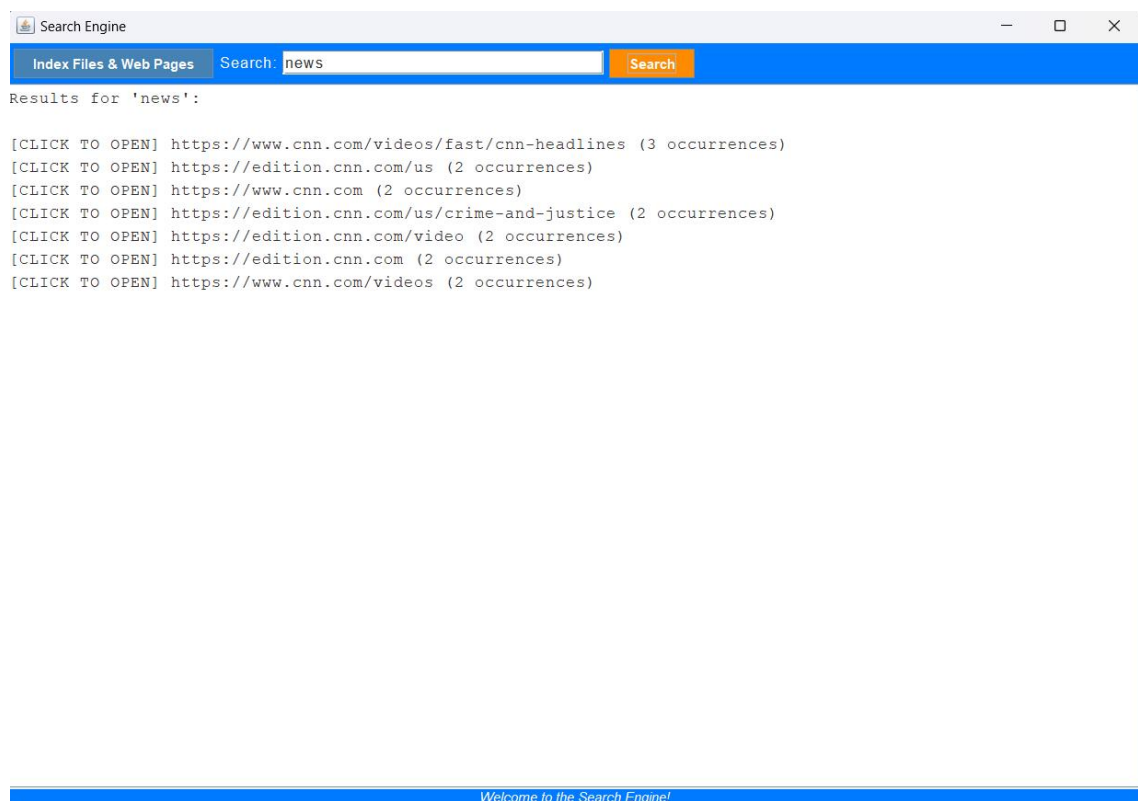 Search Engine
Index Files & Web Pages Search: news Search
Results for 'news':
[CLICK TO OPEN] https://www.cnn.com/videos/fast/cnn-headlines (3 occurrences)
[CLICK TO OPEN] https://edition.cnn.com/us (2 occurrences)
[CLICK TO OPEN] https://www.cnn.com (2 occurrences)
[CLICK TO OPEN] https://edition.cnn.com/us/crime-and-justice (2 occurrences)
[CLICK TO OPEN] https://edition.cnn.com/video (2 occurrences)
[CLICK TO OPEN] https://edition.cnn.com (2 occurrences)
[CLICK TO OPEN] https://www.cnn.com/videos (2 occurrences)
Welcome to the Search Engine!